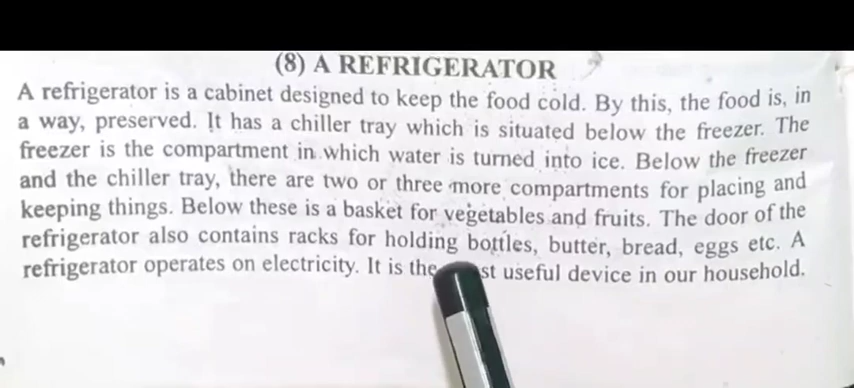 (8) A REFRIGERATOR
A refrigerator is a cabinet designed to keep the food cold. By this, the food is, in
a way, preserved. It has a chiller tray which is situated below the freezer. The
freezer is the compartment in which water is turned into ice. Below the freezer
and the chiller tray, there are two or three more compartments for placing and
keeping things. Below these is a basket for vegetables and fruits. The door of the
refrigerator also contains racks for holding bottles, butter, bread, eggs etc. A
refrigerator operates on electricity. It is the useful device in our household.